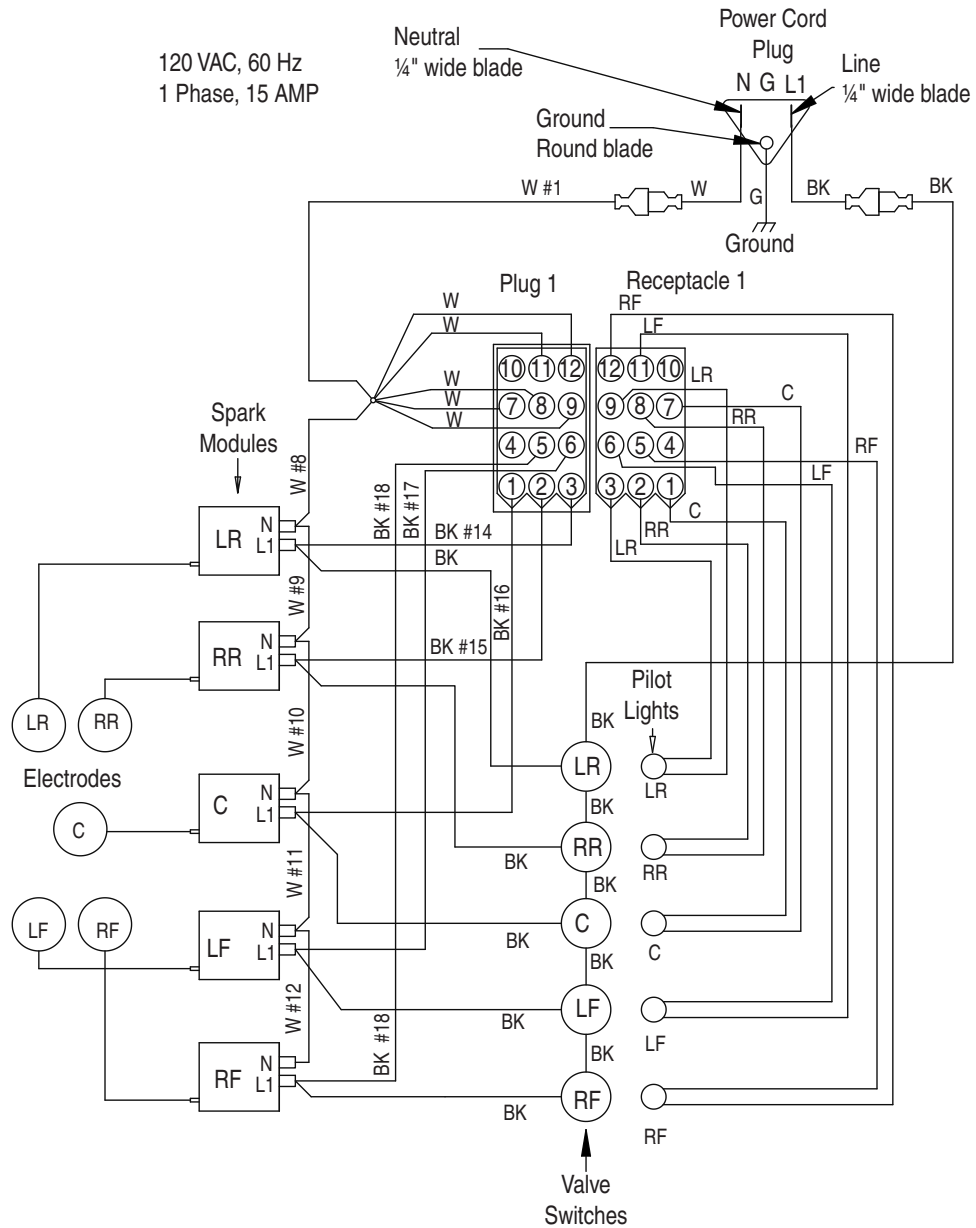 120 VAC, 60 Hz
1 Phase, 15 AMP
Neutral
¼" wide blade
Power Cord
Plug
N G L1
Line
¼" wide blade
Ground
Round blade
W #1
W
G
BK
BK
Ground
Plug 1
Receptacle 1
W
W
W
W
W
RF
LF
LR
C
RR
RF
LF
C
RR
LR
10 11 12
7 8 9
4 5 6
1 2 3
12 11 10
9 8 7
6 5 4
3 2 1
Spark
Modules
W #8
BK #18
BK #17
BK #14
BK
BK #16
BK #15
LR
N
L1
W #9
RR
N
L1
W #10
LR
RR
Electrodes
C
C
N
L1
W #11
LF
RF
LF
N
L1
W #12
BK #18
RF
N
L1
Pilot
Lights
BK
LR
LR
BK
RR
BK
RR
BK
C
BK
C
BK
LF
BK
LF
BK
RF
BK
RF
Valve
Switches